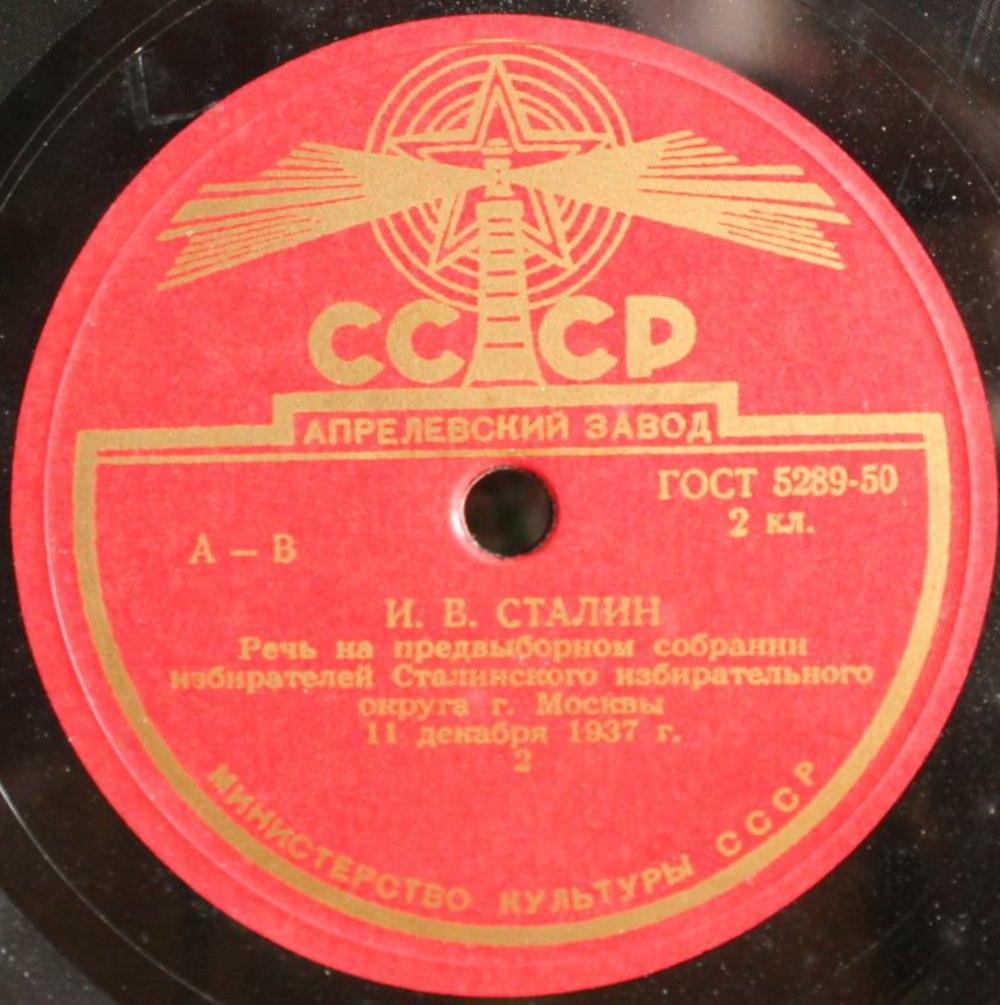 СССР
АПРЕЛЕВСКИЙ ЗАВОД
ГОСТ 5289-50
2 кл.
А – В
И. В. СТАЛИН
Речь на предвыборном собрании
избирателей Сталинского избирательного
округа г. Москвы
11 декабря 1937 г.
2
МИНИСТЕРСТВО КУЛЬТУРЫ СССР